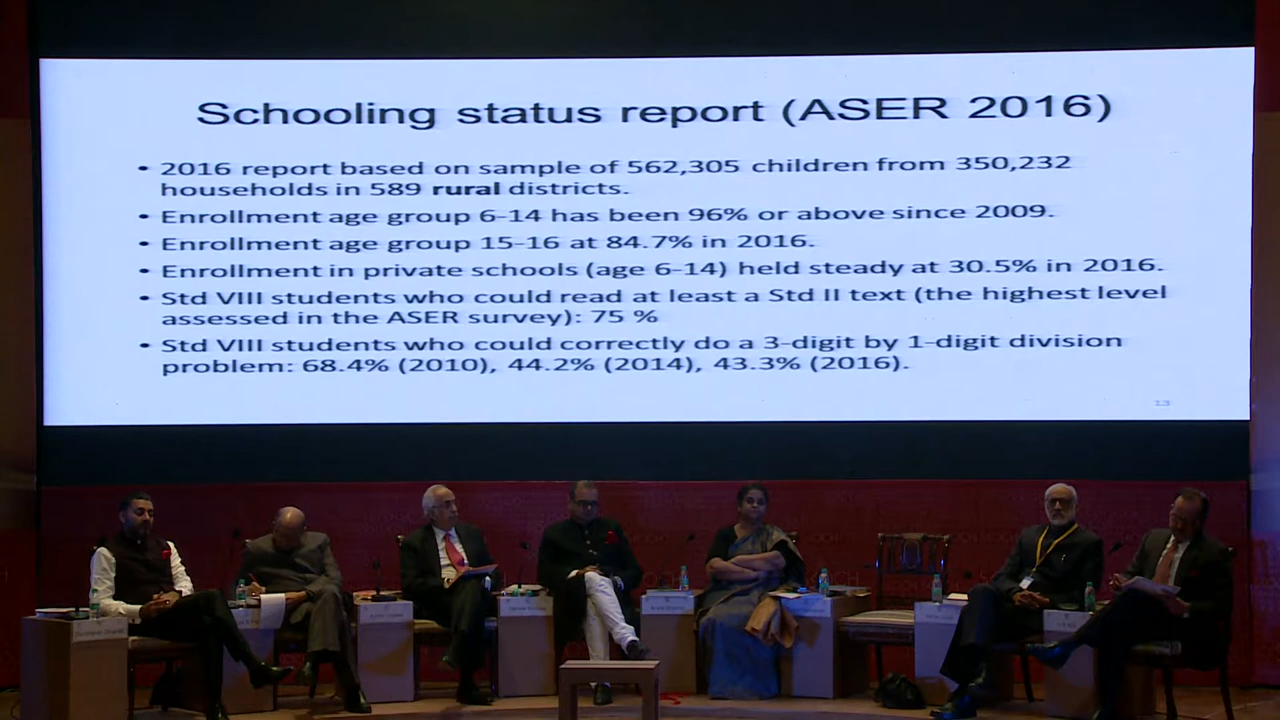 Schooling status report (ASER 2016)
• 2016 report based on sample of 562,305 children from 350,232
households in 589 rural districts.
• Enrollment age group 6-14 has been 96% or above since 2009.
• Enrollment age group 15-16 at 84.7% in 2016.
• Enrollment in private schools (age 6-14) held steady at 30.5% in 2016.
• Std VIII students who could read at least a Std II text (the highest level
assessed in the ASER survey): 75 %
• Std VIII students who could correctly do a 3-digit by 1-digit division
problem: 68.4% (2010), 44.2% (2014), 43.3% (2016).
13